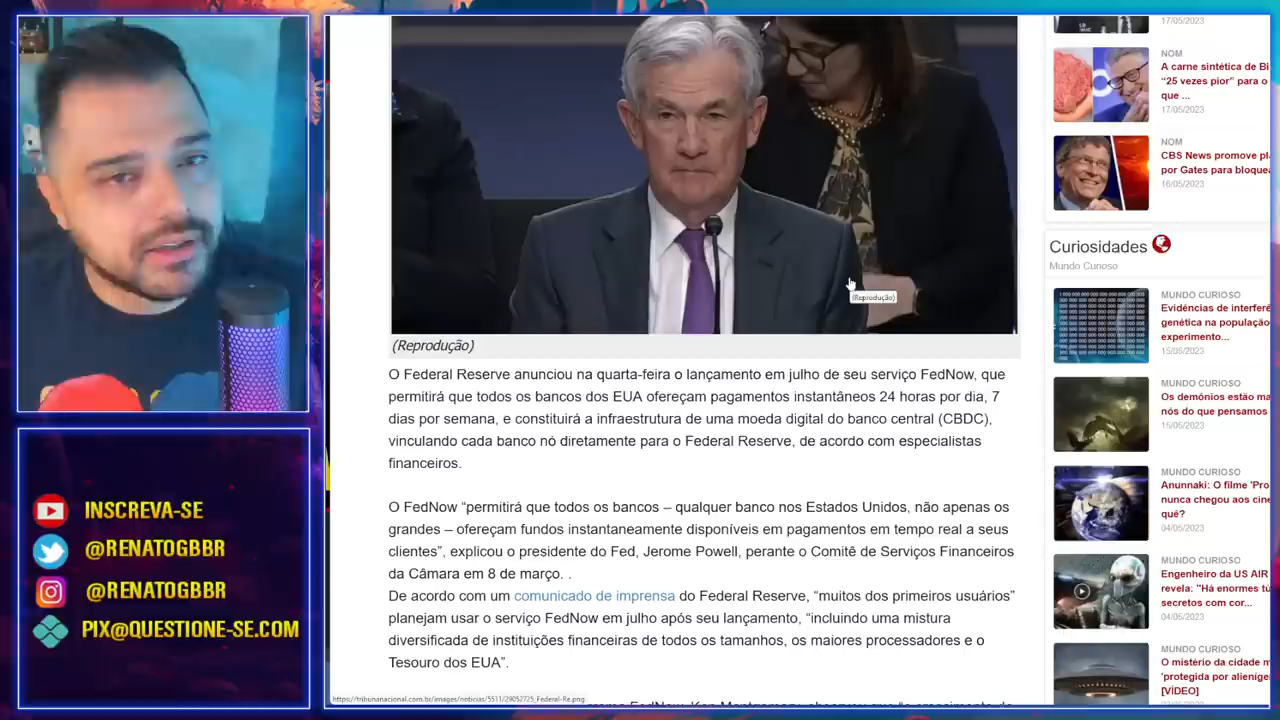 INSCREVA-SE
@RENATOGBBR
@RENATOGBBR
PIX@QUESTIONE-SE.COM
(Reprodução)
(Reprodução)
O Federal Reserve anunciou na quarta-feira o lançamento em julho de seu serviço FedNow, que
permitirá que todos os bancos dos EUA ofereçam pagamentos instantâneos 24 horas por dia, 7
dias por semana, e constituirá a infraestrutura de uma moeda digital do banco central (CBDC),
vinculando cada banco nó diretamente para o Federal Reserve, de acordo com especialistas
financeiros.
O FedNow “permitirá que todos os bancos – qualquer banco nos Estados Unidos, não apenas os
grandes – ofereçam fundos instantaneamente disponíveis em pagamentos em tempo real a seus
clientes”, explicou o presidente do Fed, Jerome Powell, perante o Comitê de Serviços Financeiros
da Câmara em 8 de março. .
De acordo com um comunicado de imprensa do Federal Reserve, “muitos dos primeiros usuários”
planejam usar o serviço FedNow em julho após seu lançamento, “incluindo uma mistura
diversificada de instituições financeiras de todos os tamanhos, os maiores processadores e o
Tesouro dos EUA”.
https://tribunanacional.com.br/images/noticias/5511/29052725_Federal-Re.png
17/05/2023
NOM
A carne sintética de Bi
“25 vezes pior” para o
que ...
17/05/2023
NOM
CBS News promove pl
por Gates para bloquea
16/05/2023
Curiosidades
Mundo Curioso
MUNDO CURIOSO
Evidências de interferê
genética na população
experimento...
15/05/2023
MUNDO CURIOSO
Os demônios estão ma
nós do que pensamos
15/05/2023
MUNDO CURIOSO
Anunnaki: O filme 'Pro
nunca chegou aos cine
quê?
04/05/2023
MUNDO CURIOSO
Engenheiro da US AIR
revela: "Há enormes tú
secretos com cor...
04/05/2023
MUNDO CURIOSO
O mistério da cidade m
'protegida por alieníge
[VÍDEO]